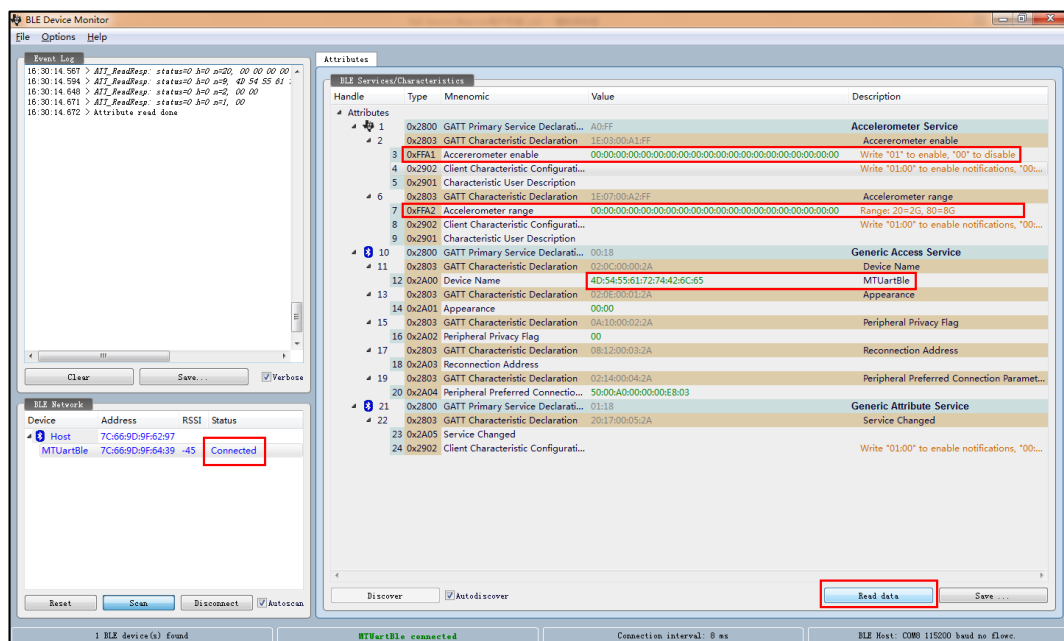 BLE Device Monitor
File Options Help
Event Log
16:30:14.567 > ATT_ReadResp: status=0 h=0 n=20, 00 00 00 00
16:30:14.594 > ATT_ReadResp: status=0 h=0 n=9, 4D 54 55 61
16:30:14.648 > ATT_ReadResp: status=0 h=0 n=2, 00 00
16:30:14.671 > ATT_ReadResp: status=0 h=0 n=1, 00
16:30:14.672 > Attribute read done
Clear Save... Verbose
BLE Network
Device Address RSSI Status
Host 7C:66:9D:9F:62:97
MTUartBle 7C:66:9D:9F:64:39 -45 Connected
Reset Scan Disconnect Autoscan
Attributes
BLE Services/Characteristics
Handle Type Mnenomic Value Description
Attributes
1 0x2800 GATT Primary Service Declarati... A0:FF Accelerometer Service
2 0x2803 GATT Characteristic Declaration 1E:03:00:A1:FF Accererometer enable
3 0xFFA1 Accererometer enable 00:00:00:00:00:00:00:00:00:00:00:00:00:00:00:00:00:00:00:00 Write "01" to enable, "00" to disable
4 0x2902 Client Characteristic Configurati... Write "01:00" to enable notifications, "00:...
5 0x2901 Characteristic User Description
6 0x2803 GATT Characteristic Declaration 1E:07:00:A2:FF Accelerometer range
7 0xFFA2 Accelerometer range 00:00:00:00:00:00:00:00:00:00:00:00:00:00:00:00:00:00:00:00 Range: 20=2G, 80=8G
8 0x2902 Client Characteristic Configurati... Write "01:00" to enable notifications, "00:...
9 0x2901 Characteristic User Description
10 0x2800 GATT Primary Service Declarati... 00:18 Generic Access Service
11 0x2803 GATT Characteristic Declaration 02:0C:00:00:2A Device Name
12 0x2A00 Device Name 4D:54:55:61:72:74:42:6C:65 MTUartBle
13 0x2803 GATT Characteristic Declaration 02:0E:00:01:2A Appearance
14 0x2A01 Appearance 00:00
15 0x2803 GATT Characteristic Declaration 0A:10:00:02:2A Peripheral Privacy Flag
16 0x2A02 Peripheral Privacy Flag 00
17 0x2803 GATT Characteristic Declaration 08:12:00:03:2A Reconnection Address
18 0x2A03 Reconnection Address
19 0x2803 GATT Characteristic Declaration 02:14:00:04:2A Peripheral Preferred Connection Paramet...
20 0x2A04 Peripheral Preferred Connectio... 50:00:A0:00:00:00:E8:03
21 0x2800 GATT Primary Service Declarati... 01:18 Generic Attribute Service
22 0x2803 GATT Characteristic Declaration 20:17:00:05:2A Service Changed
23 0x2A05 Service Changed
24 0x2902 Client Characteristic Configurati... Write "01:00" to enable notifications, "00:...
Discover Autodiscover Read data Save ...
1 BLE device(s) found MTUartBle connected Connection interval: 8 ms BLE Host: COM8 115200 baud no flowc.